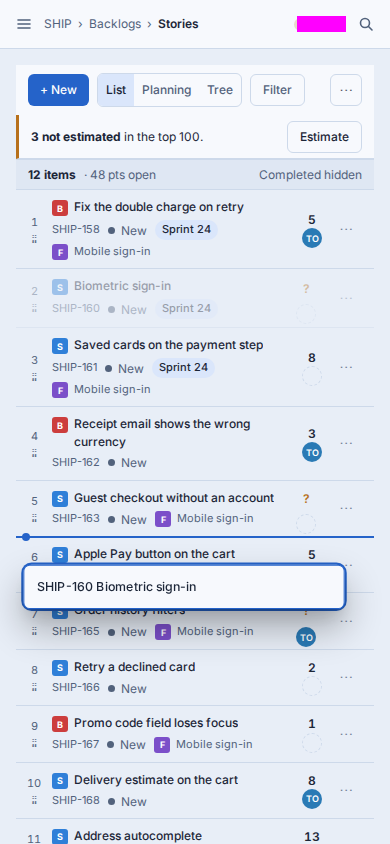 SHIP › Backlogs › Stories
+ New List Planning Tree Filter ...
3 not estimated in the top 100. Estimate
12 items · 48 pts open Completed hidden
1 B Fix the double charge on retry 5 ...
SHIP-158 New Sprint 24 TO
F Mobile sign-in
2 S Biometric sign-in ? ...
SHIP-160 New Sprint 24
3 S Saved cards on the payment step 8 ...
SHIP-161 New Sprint 24
F Mobile sign-in
4 B Receipt email shows the wrong 3 ...
currency TO
SHIP-162 New
5 S Guest checkout without an account ? ...
SHIP-163 New F Mobile sign-in
6 S Apple Pay button on the cart 5 ...
SHIP-160 Biometric sign-in
7 Order history filters ? ...
SHIP-165 New F Mobile sign-in TO
8 S Retry a declined card 2 ...
SHIP-166 New
9 B Promo code field loses focus 1 ...
SHIP-167 New F Mobile sign-in
10 S Delivery estimate on the cart 8 ...
SHIP-168 New TO
11 S Address autocomplete 13